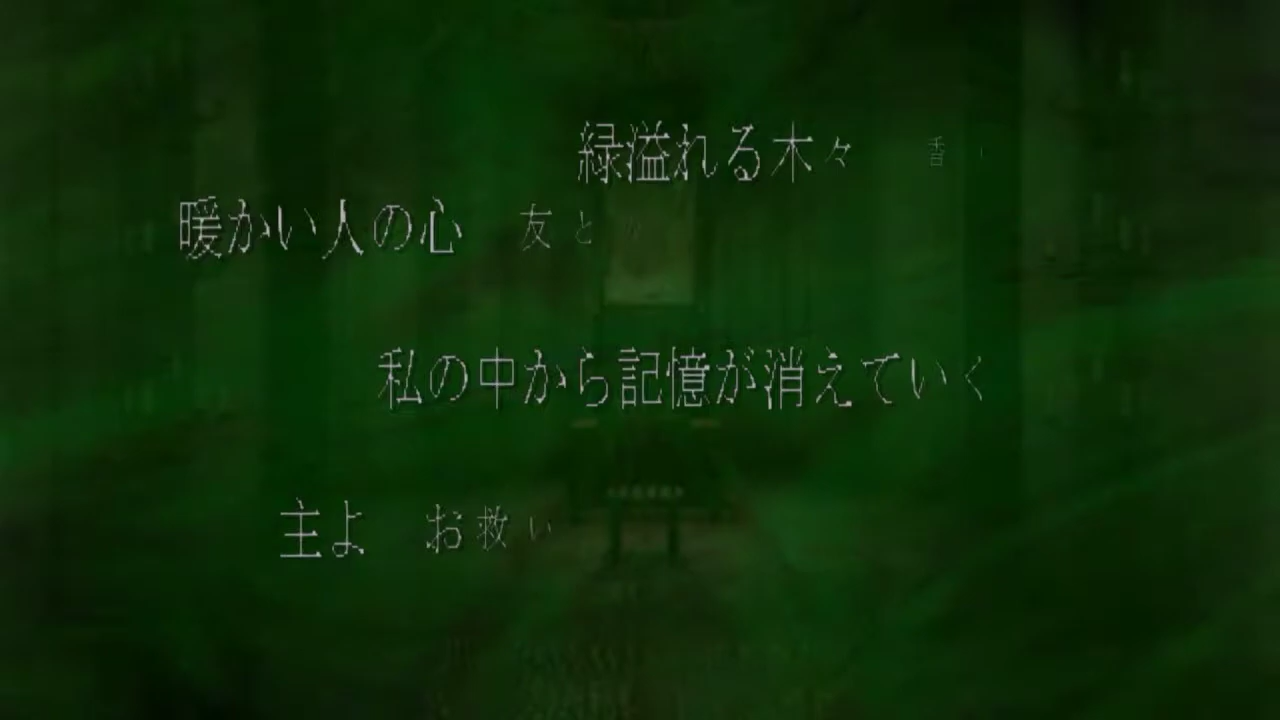 緑溢れる木々 香
暖かい人の心 友と
私の中から記憶が消えていく
主よ お救い